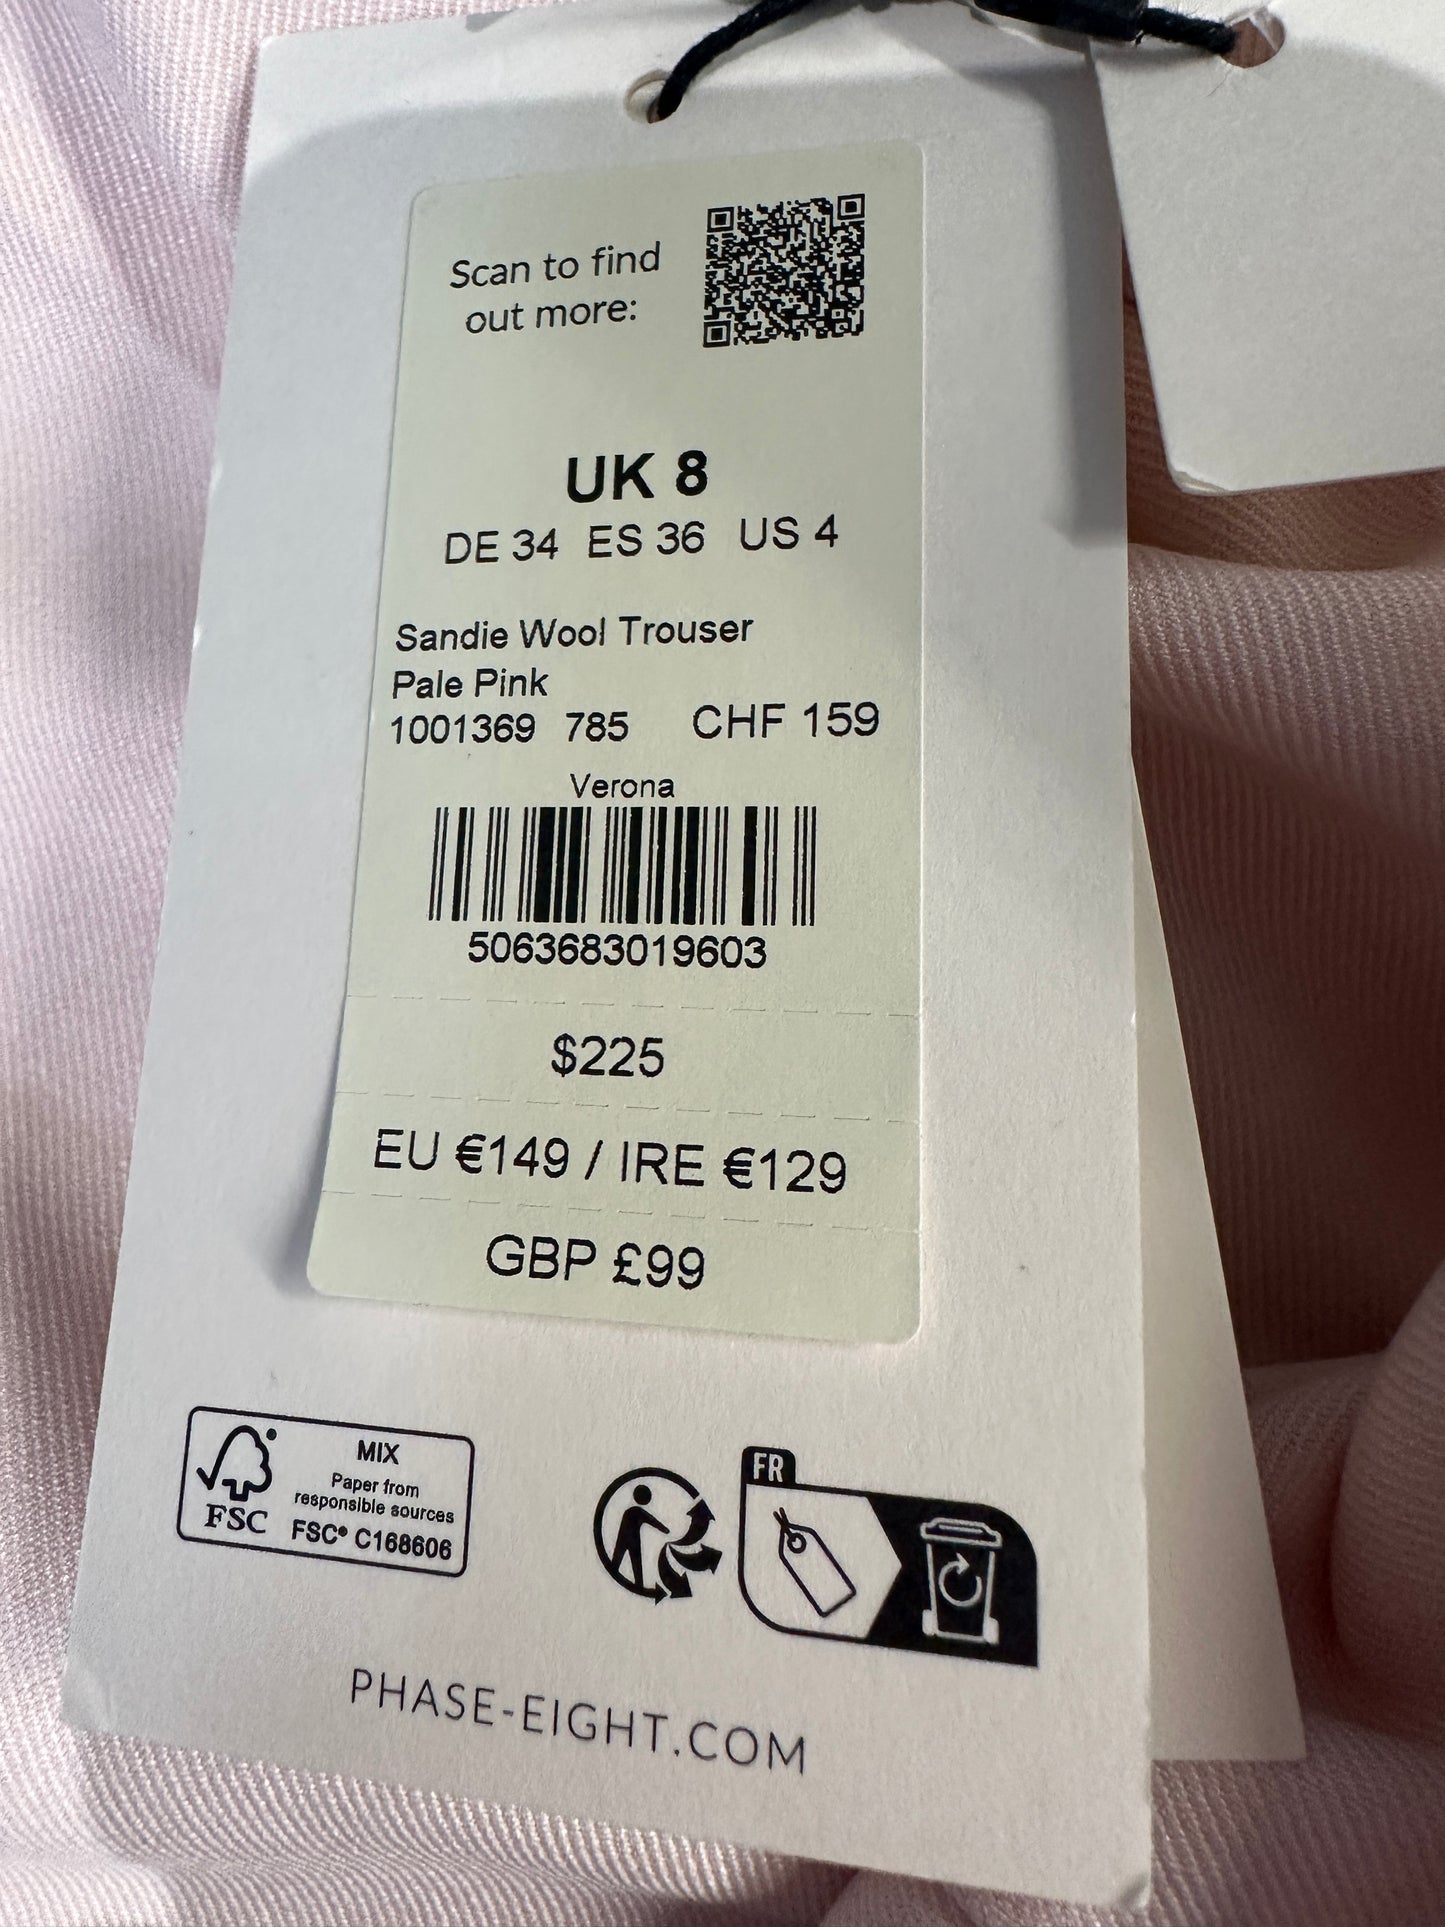 Scan to find
out more:
UK 8
DE 34 ES 36 US 4
Sandie Wool Trouser
Pale Pink
1001369 785 CHF 159
Verona
5063683019603
$225
EU €149 / IRE €129
GBP £99
FSC
MIX
Paper from
responsible sources
FSC® C168606
FR
PHASE-EIGHT.COM